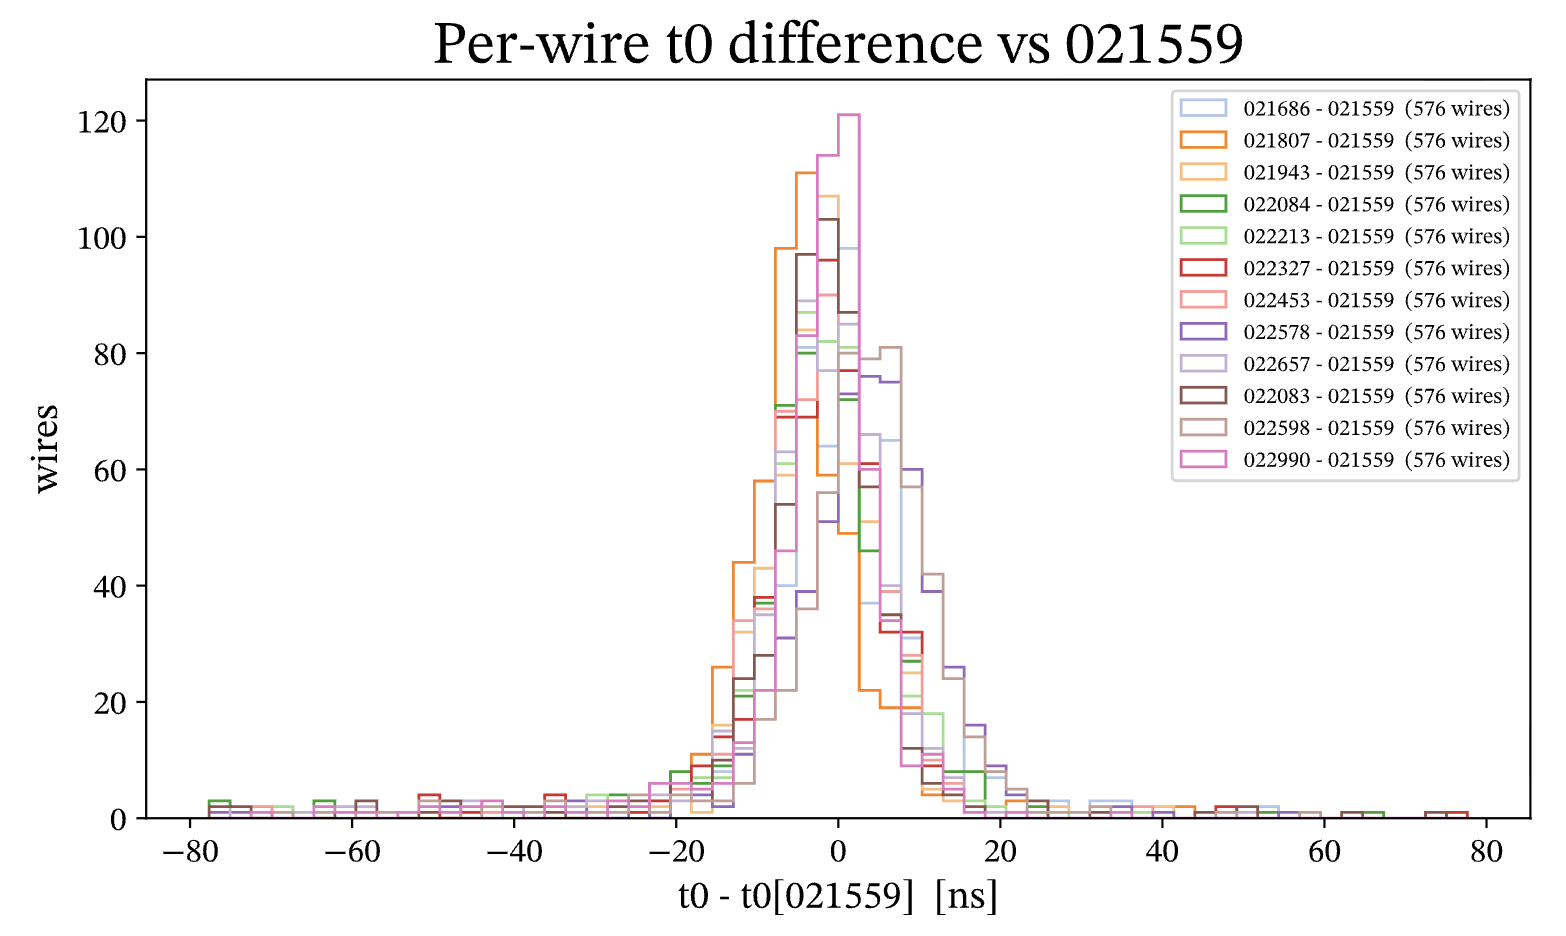 Per-wire t0 difference vs 021559
120
100
80
60
40
20
0
wires
021686 - 021559 (576 wires)
021807 - 021559 (576 wires)
021943 - 021559 (576 wires)
022084 - 021559 (576 wires)
022213 - 021559 (576 wires)
022327 - 021559 (576 wires)
022453 - 021559 (576 wires)
022578 - 021559 (576 wires)
022657 - 021559 (576 wires)
022083 - 021559 (576 wires)
022598 - 021559 (576 wires)
022990 - 021559 (576 wires)
−80 −60 −40 −20 0 20 40 60 80
t0 - t0[021559] [ns]